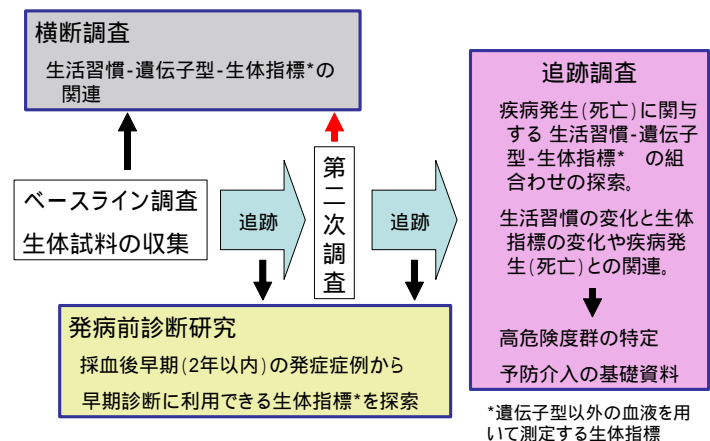 横断調査
生活習慣-遺伝子型-生体指標*の
関連
ベースライン調査
生体試料の収集
追跡
第二次調査
追跡
発病前診断研究
採血後早期(2年以内)の発症症例から
早期診断に利用できる生体指標*を探索
追跡調査
疾病発生(死亡)に関与
する 生活習慣-遺伝子
型-生体指標* の組
合わせの探索。
生活習慣の変化と生体
指標の変化や疾病発
生(死亡)との関連。
高危険度群の特定
予防介入の基礎資料
*遺伝子型以外の血液を用
いて測定する生体指標